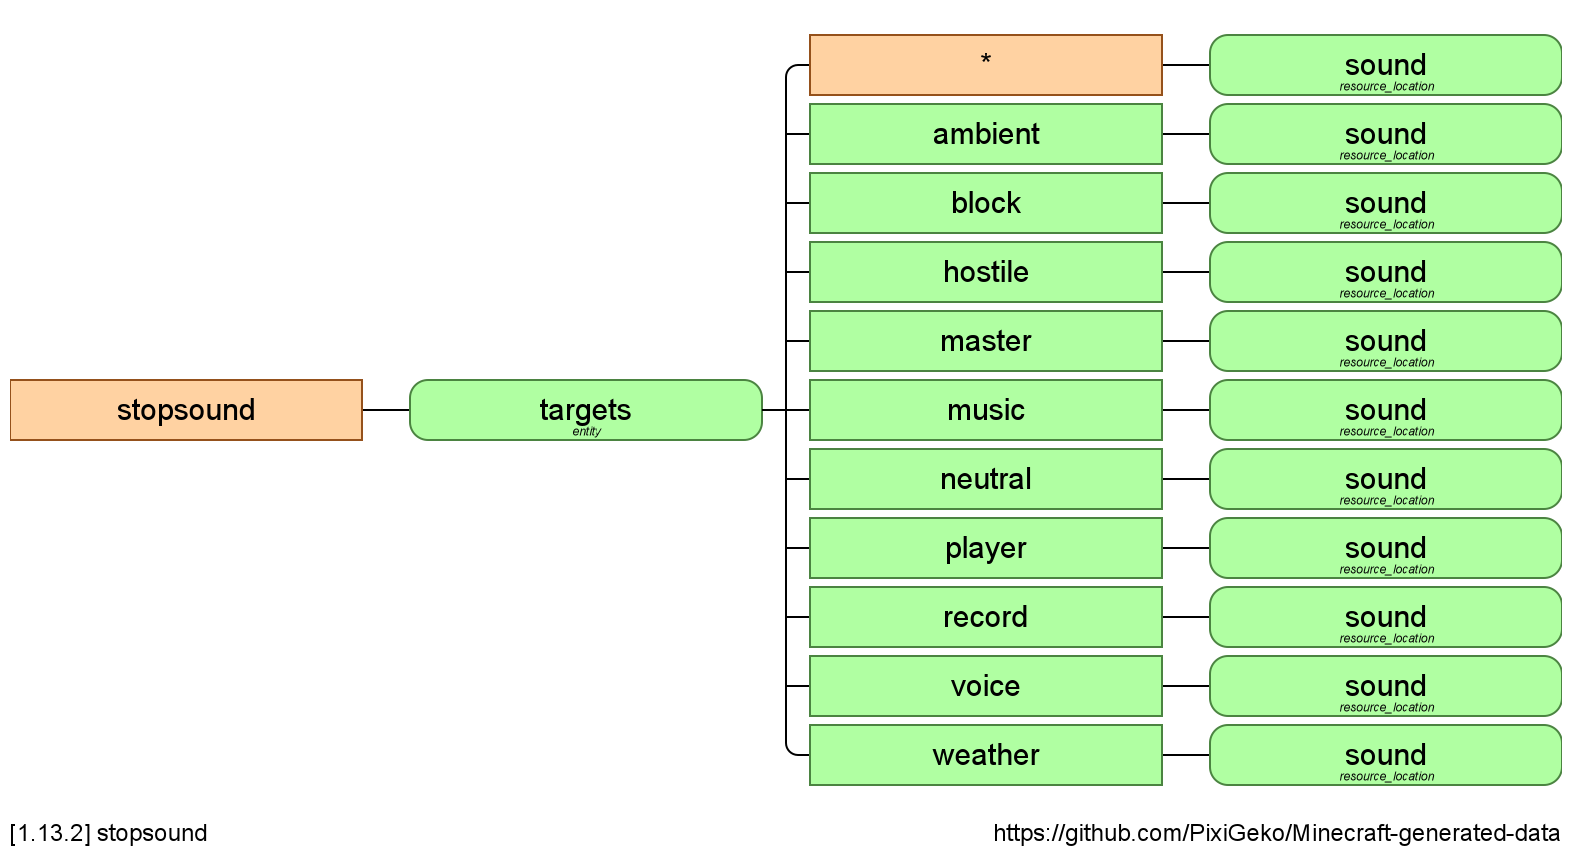 *
sound
resource_location
ambient
sound
resource_location
block
sound
resource_location
hostile
sound
resource_location
master
sound
resource_location
stopsound
targets
entity
music
sound
resource_location
neutral
sound
resource_location
player
sound
resource_location
record
sound
resource_location
voice
sound
resource_location
weather
sound
resource_location
[1.13.2] stopsound
https://github.com/PixiGeko/Minecraft-generated-data